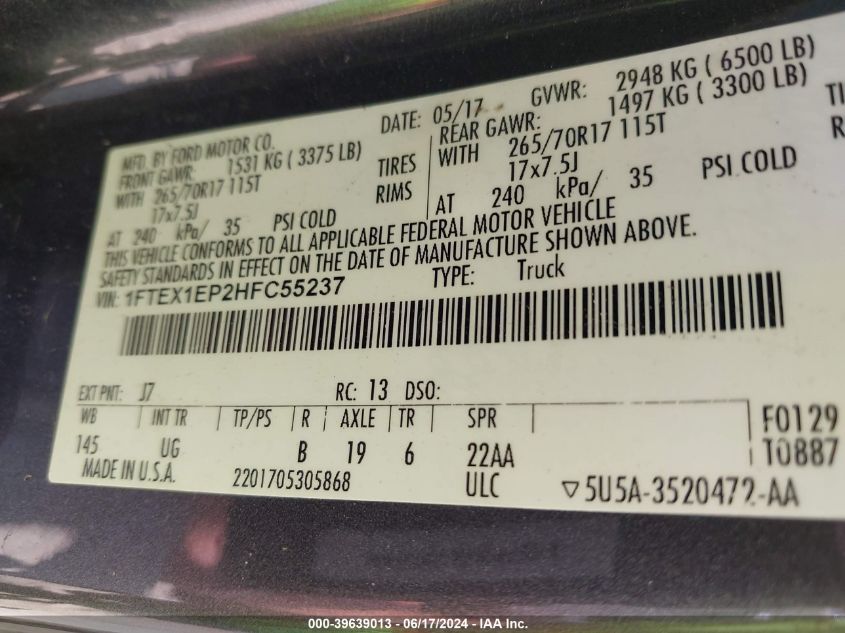 MFD. BY FORD MOTOR CO. DATE: 05/17 GVWR: 2948 KG ( 6500 LB)
FRONT GAWR: 1531 KG ( 3375 LB) REAR GAWR: 1497 KG ( 3300 LB)
WITH 265/70R17 115T TIRES WITH 265/70R17 115T TI
17x7.5J RIMS 17x7.5J R
AT 240 kPa/ 35 PSI COLD AT 240 kPa/ 35 PSI COLD
THIS VEHICLE CONFORMS TO ALL APPLICABLE FEDERAL MOTOR VEHICLE
SAFETY STANDARDS IN EFFECT ON THE DATE OF MANUFACTURE SHOWN ABOVE.
VIN: 1FTEX1EP2HFC55237 TYPE: Truck
EXT PNT: J7 RC: 13 DSO:
WB INT TR TP/PS R AXLE TR SPR F0129
145 UG B 19 6 22AA T0887
MADE IN U.S.A. 2201705305868 ULC ▽5U5A-3520472-AA
000-39639013 - 06/17/2024 - IAA Inc.